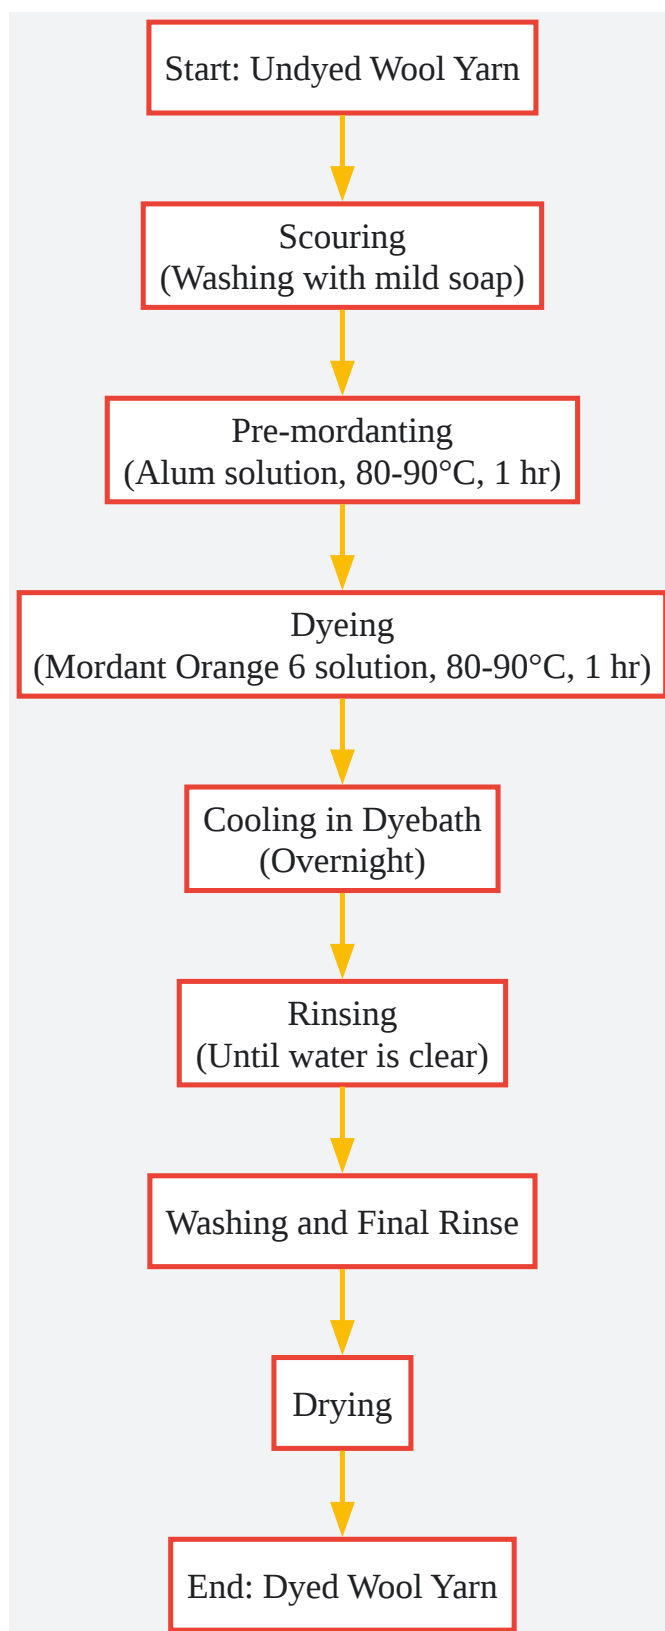 Start: Undyed Wool Yarn
Scouring
(Washing with mild soap)
Pre-mordanting
(Alum solution, 80-90°C, 1 hr)
Dyeing
(Mordant Orange 6 solution, 80-90°C, 1 hr)
Cooling in Dyebath
(Overnight)
Rinsing
(Until water is clear)
Washing and Final Rinse
Drying
End: Dyed Wool Yarn